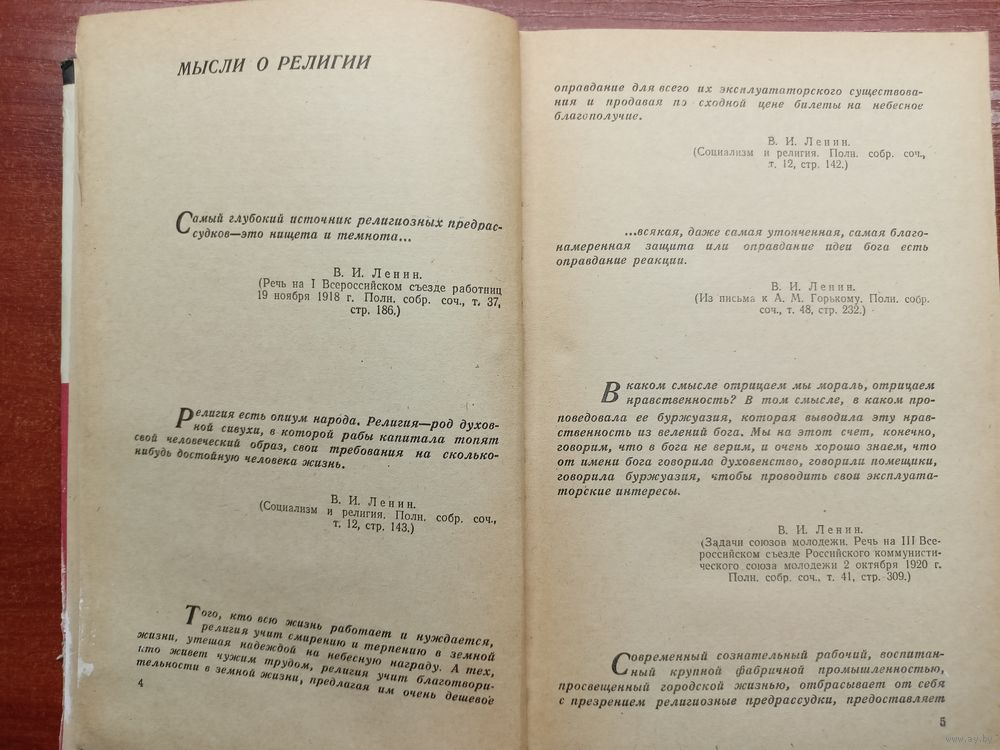 МЫСЛИ О РЕЛИГИИ
Самый глубокий источник религиозных предрас-
судков—это нищета и темнота...
В. И. Ленин.
(Речь на I Всероссийском съезде работниц
19 ноября 1918 г. Полн. собр. соч., т. 37,
стр. 186.)
Религия есть опиум народа. Религия—род духов-
ной сивухи, в которой рабы капитала топят
свой человеческий образ, свои требования на сколько-
нибудь достойную человека жизнь.
В. И. Ленин.
(Социализм и религия. Полн. собр. соч.,
т. 12, стр. 143.)
Того, кто всю жизнь работает и нуждается,
религия учит смирению и терпению в земной
жизни, утешая надеждой на небесную награду. А тех,
кто живет чужим трудом, религия учит благотвори-
тельности в земной жизни, предлагая им очень дешевое
4
оправдание для всего их эксплуататорского существова-
ния и продавая по сходной цене билеты на небесное
благополучие.
В. И. Ленин.
(Социализм и религия. Полн. собр. соч.,
т. 12, стр. 142.)
...всякая, даже самая утонченная, самая благо-
намеренная защита или оправдание идеи бога есть
оправдание реакции.
В. И. Ленин.
(Из письма к А. М. Горькому. Полн. собр.
соч., т. 48, стр. 232.)
В каком смысле отрицаем мы мораль, отрицаем
нравственность? В том смысле, в каком про-
поведовала ее буржуазия, которая выводила эту нрав-
ственность из велений бога. Мы на этот счет, конечно,
говорим, что в бога не верим, и очень хорошо знаем, что
от имени бога говорило духовенство, говорили помещики,
говорила буржуазия, чтобы проводить свои эксплуата-
торские интересы.
В. И. Ленин.
(Задачи союзов молодежи. Речь на III Все-
российском съезде Российского коммунисти-
ческого союза молодежи 2 октября 1920 г.
Полн. собр. соч., т. 41, стр. 309.)
Современный сознательный рабочий, воспитан-
ный крупной фабричной промышленностью,
просвещенный городской жизнью, отбрасывает от себя
с презрением религиозные предрассудки, предоставляет
5
www.ay.by